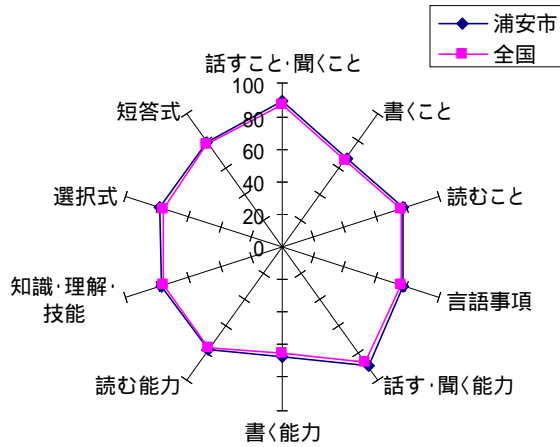 浦安市
全国
話すこと・聞くこと
書くこと
読むこと
言語事項
話す・聞く能力
書く能力
読む能力
知識・理解・
技能
選択式
短答式
100
80
60
40
20
0